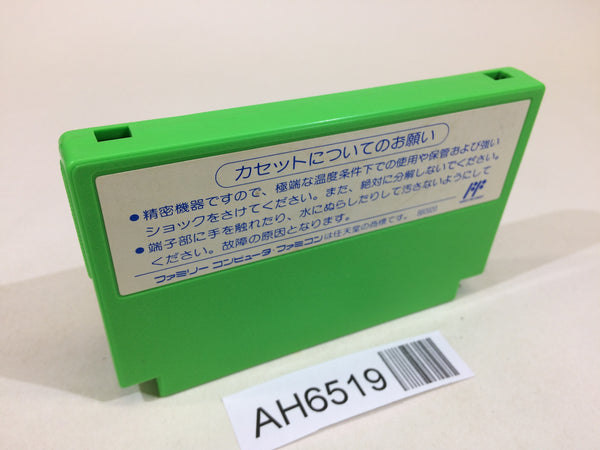 カセットについてのお願い
●精密機器ですので、極端な温度条件下での使用や保管および強い
ショックをさけてください。また、絶対に分解しないでください。
●端子部に手を触れたり、水にぬらしたりして汚さないようにして
ください。故障の原因となります。
ファミリー コンピュータ・ファミコンは任天堂の商標です。
AH6519